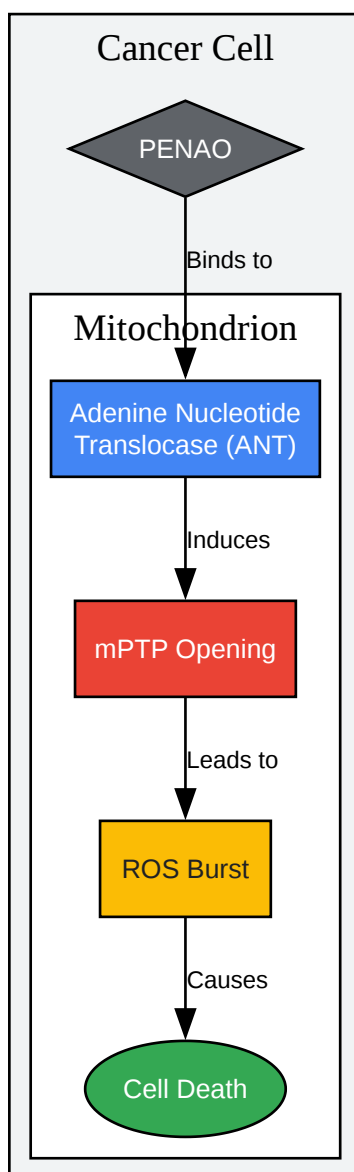 Cancer Cell
PENAO
Binds to
Mitochondrion
Adenine Nucleotide
Translocase (ANT)
Induces
mPTP Opening
Leads to
ROS Burst
Causes
Cell Death